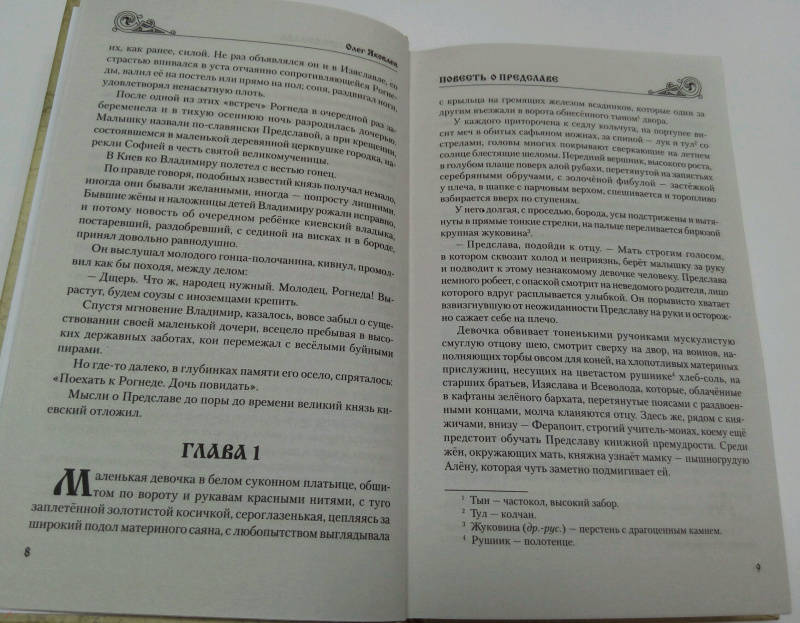 Олег Яковлев
их, как ранее, силой. Не раз объявлялся он и в Изяславле, со
страстью впивался в уста отчаянно сопротивляющейся Рогне-
ды, валил её на постель или прямо на пол; сопя, раздвигал ноги,
удовлетворял ненасытную плоть.
После одной из этих «встреч» Рогнеда в очередной раз за-
беременела и в тихую осеннюю ночь разродилась дочерью.
Малышку назвали по-славянски Предславой, а при крещении,
состоявшемся в маленькой деревянной церквушке городка, на-
рекли Софией в честь святой великомученицы.
В Киев ко Владимиру полетел с вестью гонец.
По правде говоря, подобных известий князь получал немало,
иногда они бывали желанными, иногда — попросту лишними.
Бывшие жёны и наложницы детей Владимиру рожали исправно,
и потому новость об очередном ребёнке киевский владыка,
постаревший, раздобревший, с сединой на висках и в бороде,
принял довольно равнодушно.
Он выслушал молодого гонца-полочанина, кивнул, промол-
вил как бы походя, между делом:
— Дщерь. Что ж, народец нужный. Молодец, Рогнеда! Вы-
растут, будем соузы с иноземцами крепить.
Спустя мгновение Владимир, казалось, вовсе забыл о суще-
ствовании своей маленькой дочери, всецело пребывая в высо-
ких державных заботах, кои перемежал с весёлыми буйными
пирами.
Но где-то далеко, в глубинках памяти его осело, спряталось:
«Поехать к Рогнеде. Дочь повидать».
Мысли о Предславе до поры до времени великий князь ки-
евский отложил.
ГЛАВА 1
Маленькая девочка в белом суконном платьице, обши-
том по вороту и рукавам красными нитями, с туго
заплетённой золотистой косичкой, сероглазенькая, цепляясь за
широкий подол материного саяна, с любопытством выглядывала
8
ПОВЕСТЬ О ПРЕДСЛАВЕ
с крыльца на гремящих железом всадников, которые один за
другим въезжали в ворота обнесённого тыном¹ двора.
У каждого приторочена к седлу кольчуга, на портупее ви-
сит меч в обитых сафьяном ножнах, за спиной — лук и тул² со
стрелами, головы многих покрывают сверкающие на летнем
солнце блестящие шеломы. Передний вершник, высокого роста,
в голубом плаще поверх алой рубахи, перетянутой на запястьях
серебряными обручами, с золочёной фибулой — застёжкой
у плеча, в шапке с парчовым верхом, спешивается и торопливо
взбирается вверх по ступеням.
У него долгая, с проседью, борода, усы подстрижены и вытя-
нуты в прямые тонкие стрелки, на пальце переливается бирюзой
крупная жуковина³.
— Предслава, подойди к отцу. — Мать строгим голосом,
в котором сквозит холод и неприязнь, берёт малышку за руку
и подводит к этому незнакомому девочке человеку. Предслава
немного робеет, с опаской смотрит на неведомого родителя, лицо
которого вдруг расплывается улыбкой. Он порывисто хватает
взвизгнувшую от неожиданности Предславу на руки и осторож-
но сажает себе на плечо.
Девочка обвивает тоненькими ручонками мускулистую
смуглую отцову шею, смотрит сверху на двор, на воинов, на-
полняющих торбы овсом для коней, на хлопотливых материных
прислужниц, несущих на цветастом рушнике⁴ хлеб-соль, на
старших братьев, Изяслава и Всеволода, которые, облачённые
в кафтаны зелёного бархата, перетянутые поясами с раздвоен-
ными концами, молча кланяются отцу. Здесь же, рядом с кня-
жичами, внизу — Ферапонт, строгий учитель-монах, коему ещё
предстоит обучать Предславу книжной премудрости. Среди
жён, окружающих мать, княжна узнаёт мамку — пышногрудую
Алёну, которая чуть заметно подмигивает ей.
¹ Тын — частокол, высокий забор.
² Тул — колчан.
³ Жуковина (др.-рус.) — перстень с драгоценным камнем.
⁴ Рушник — полотенце.
9